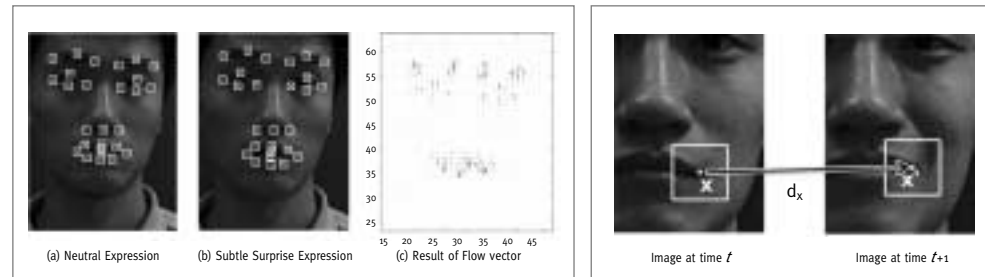 60
55
50
45
40
35
30
25
15 20 25 30 35 40 45
(a) Neutral Expression (b) Subtle Surprise Expression (c) Result of Flow vector
x
x
dx
Image at time t Image at time t+1